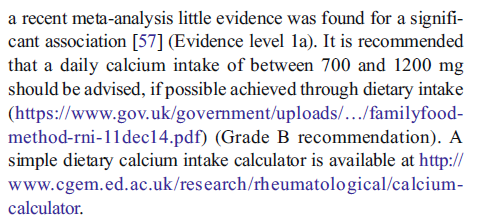 a recent meta-analysis little evidence was found for a signifi-
cant association [57] (Evidence level 1a). It is recommended
that a daily calcium intake of between 700 and 1200 mg
should be advised, if possible achieved through dietary intake
(https://www.gov.uk/government/uploads/…/familyfood-
method-rni-11dec14.pdf) (Grade B recommendation). A
simple dietary calcium intake calculator is available at http://
www.cgem.ed.ac.uk/research/rheumatological/calcium-
calculator.